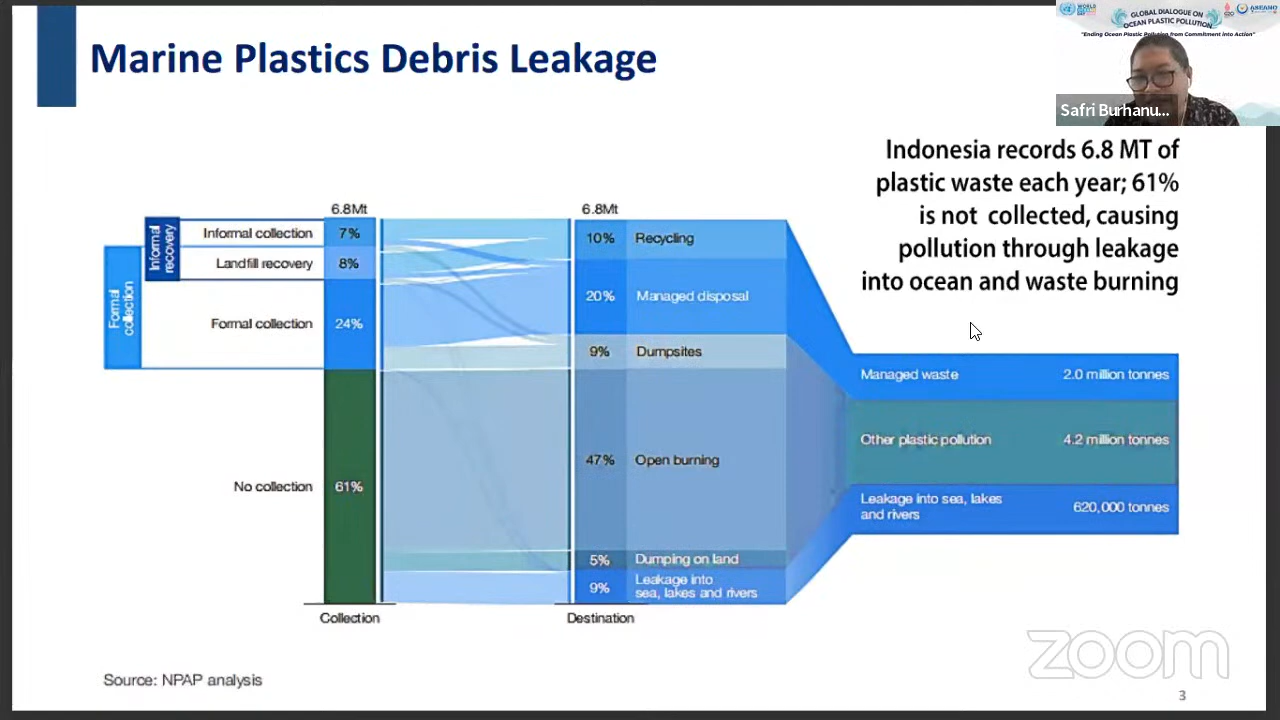 Marine Plastics Debris Leakage
GLOBAL DIALOGUE ON
OCEAN PLASTIC POLLUTION
"Ending Ocean Plastic Pollution from Commitment into Action"
Safri Burhanu...
Indonesia records 6.8 MT of
plastic waste each year; 61%
is not collected, causing
pollution through leakage
into ocean and waste burning
6.8Mt
6.8Mt
Informal
recovery
Formal
collection
Informal collection 7%
Landfill recovery 8%
Formal collection 24%
No collection 61%
10% Recycling
20% Managed disposal
9% Dumpsites
47% Open burning
5% Dumping on land
9% Leakage into
sea, lakes and rivers
Managed waste 2.0 million tonnes
Other plastic pollution 4.2 million tonnes
Leakage into sea, lakes
and rivers 620,000 tonnes
Collection
Destination
Source: NPAP analysis
zoom
3